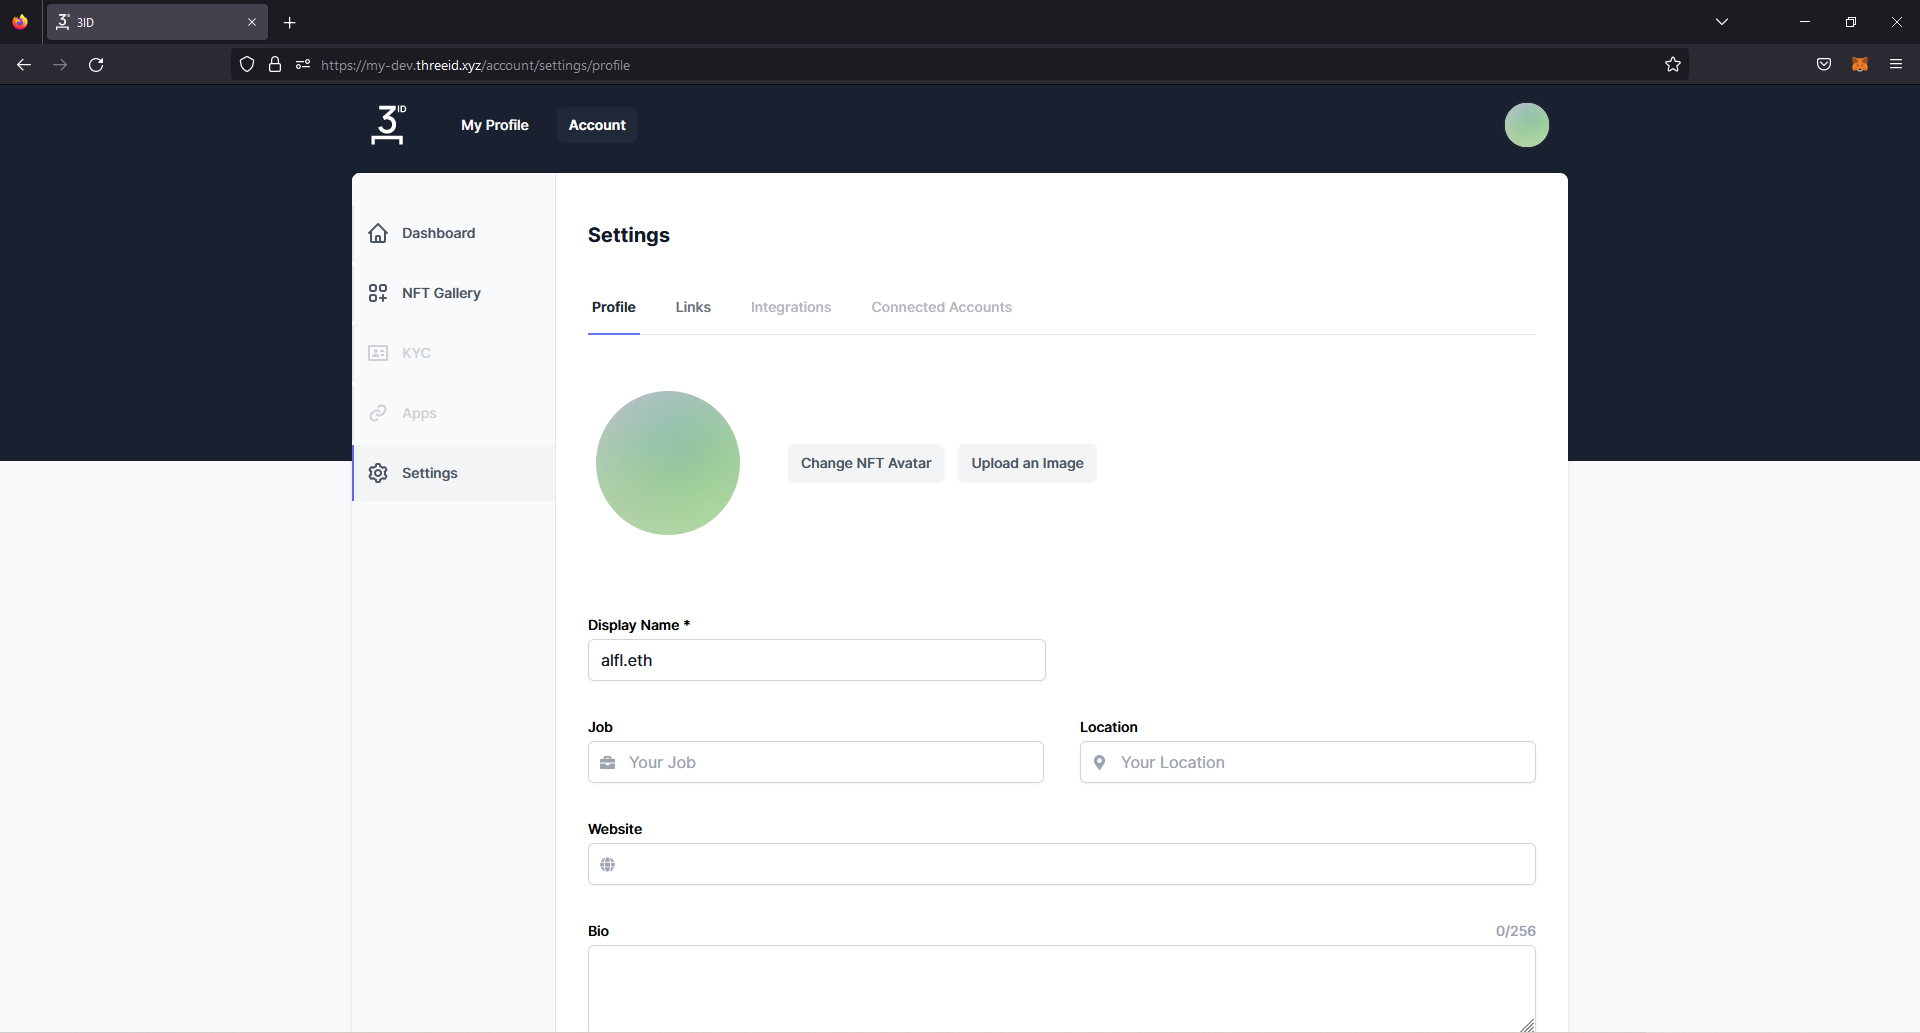 3ID
https://my-dev.threeid.xyz/account/settings/profile
3ID
My Profile
Account
Dashboard
NFT Gallery
KYC
Apps
Settings
Settings
Profile
Links
Integrations
Connected Accounts
Change NFT Avatar
Upload an Image
Display Name *
alfl.eth
Job
Location
Your Job
Your Location
Website
Bio
0/256